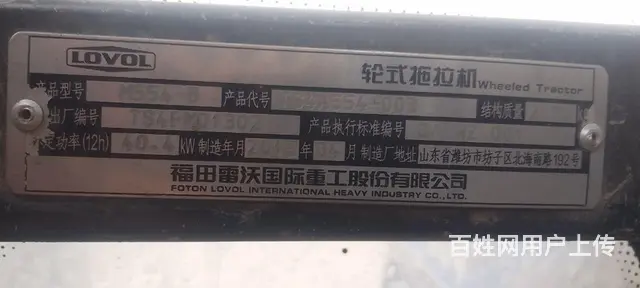 LOVOL
轮式拖拉机 Wheeled Tractor
产品型号 M554-B 产品代号 结构质量
出厂编号 产品执行标准编号
定功率(12h) 40.4 kW 制造年月 年 月 制造厂地址 山东省潍坊市坊子区北海南路192号
福田雷沃国际重工股份有限公司
FOTON LOVOL INTERNATIONAL HEAVY INDUSTRY CO., LTD.
百姓网用户上传